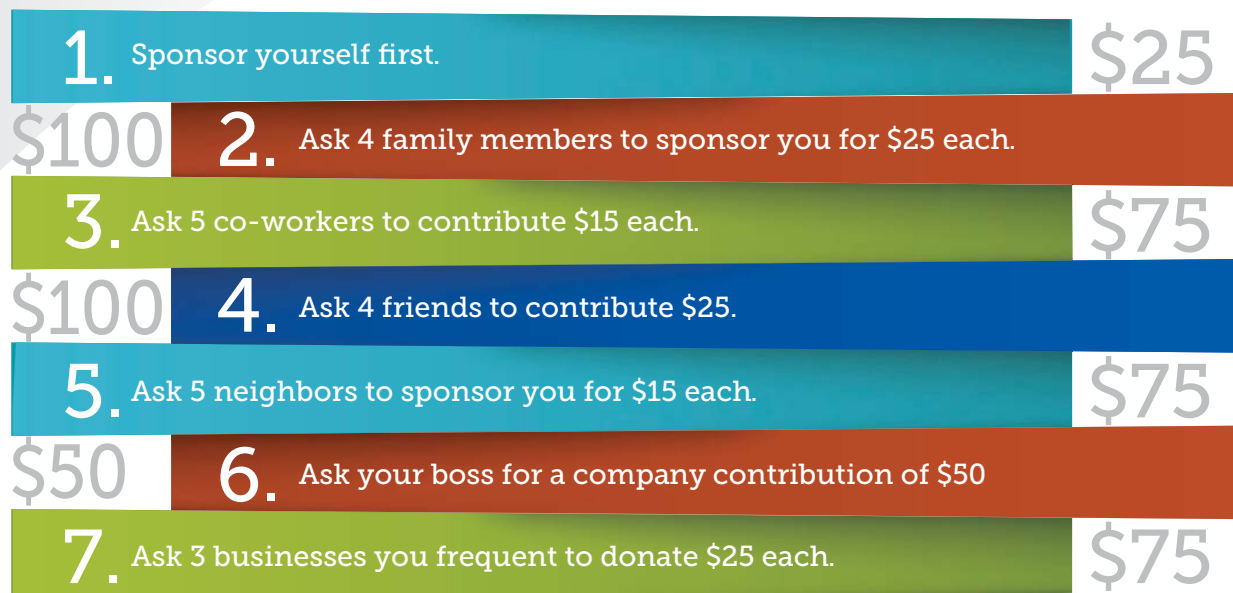 1. Sponsor yourself first. $25
$100 2. Ask 4 family members to sponsor you for $25 each.
3. Ask 5 co-workers to contribute $15 each. $75
$100 4. Ask 4 friends to contribute $25.
5. Ask 5 neighbors to sponsor you for $15 each. $75
$50 6. Ask your boss for a company contribution of $50
7. Ask 3 businesses you frequent to donate $25 each. $75